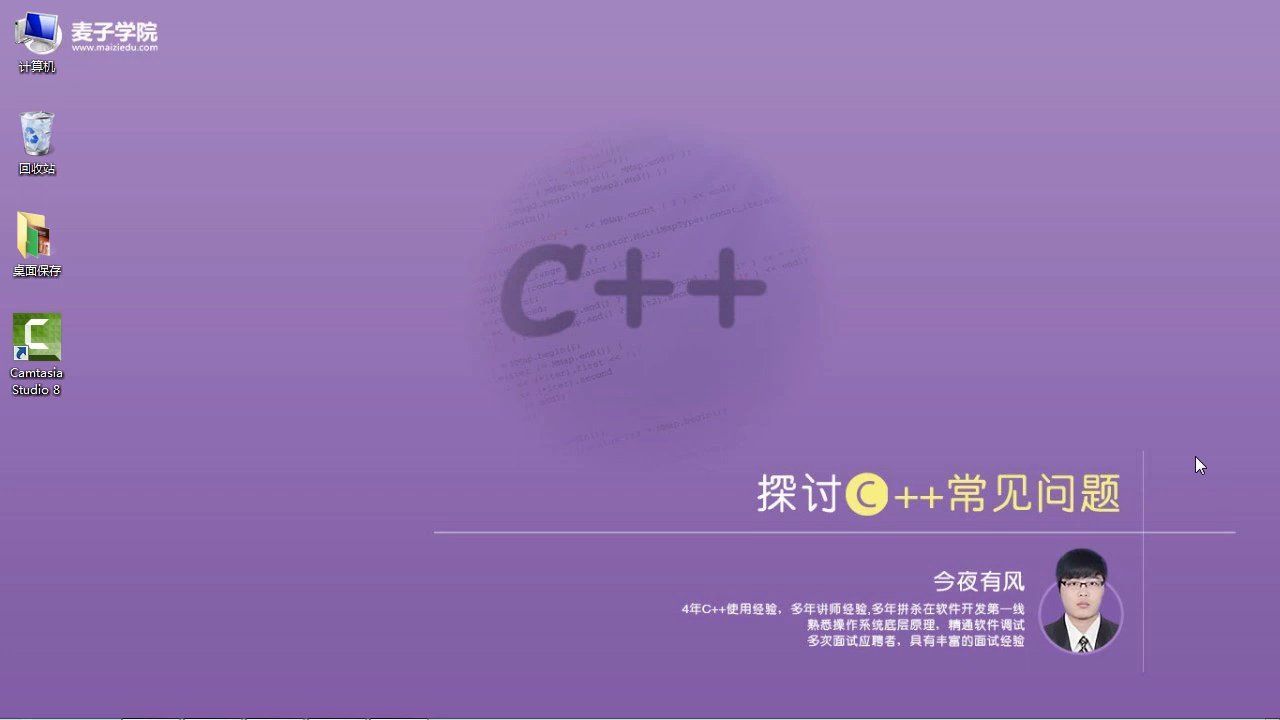 麦子学院
www.maiziedu.com
计算机
回收站
桌面保存
Camtasia
Studio 8
C++
探讨C++常见问题
今夜有风
4年C++使用经验，多年讲师经验,多年拼杀在软件开发第一线
熟悉操作系统底层原理，精通软件调试
多次面试应聘者，具有丰富的面试经验